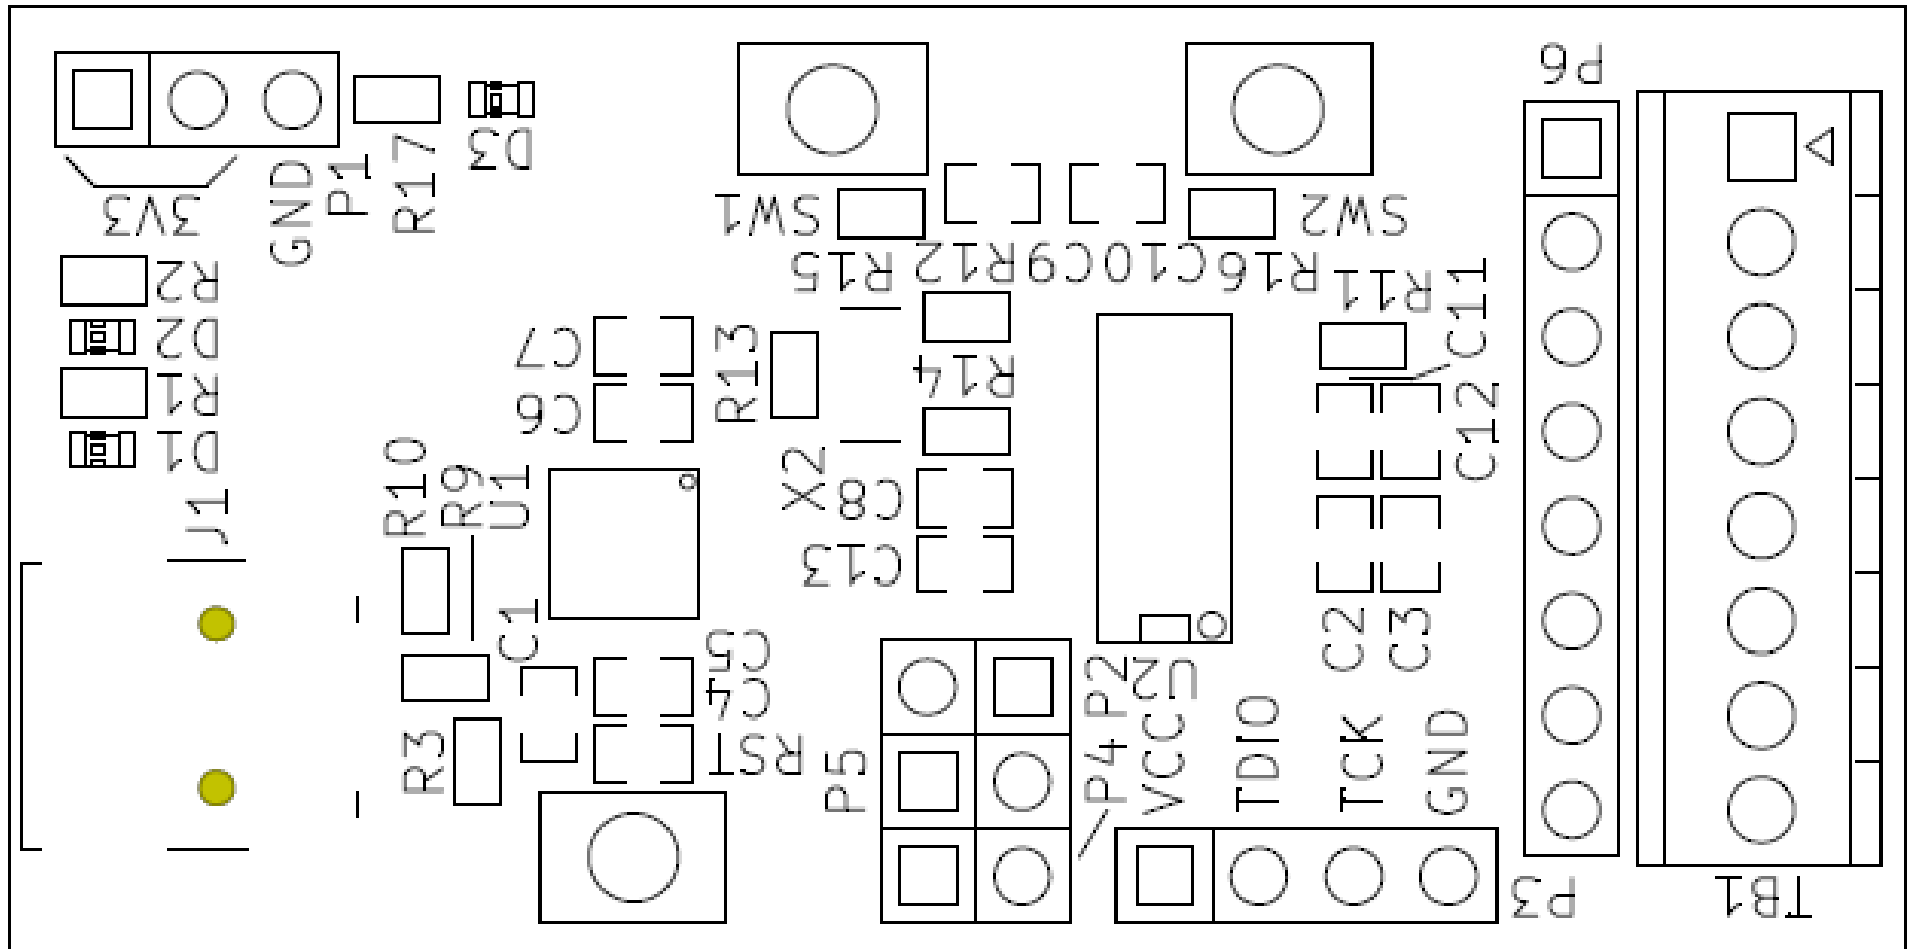 P6
D3
P1
R17
GND
3V3
SW1
SW2
R15
R12
C9
C10
R16
R11
C11
R2
D2
R1
D1
C7
C6
R13
R14
C12
J1
R10
R9
U1
X2
C8
C13
C1
C5
C4
RST
R3
P5
P2
P4
U2
C2
C3
VCC
TDIO
TCK
GND
P3
TB1